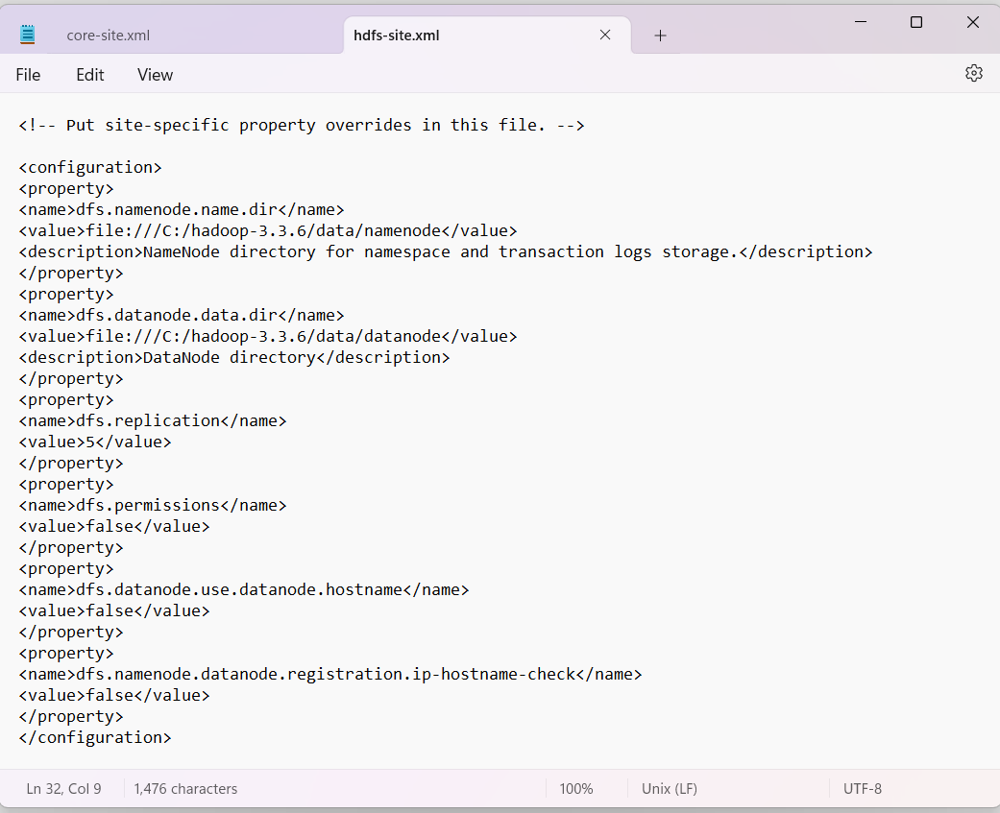 core-site.xml
hdfs-site.xml
File Edit View
<!-- Put site-specific property overrides in this file. -->
<configuration>
<property>
<name>dfs.namenode.name.dir</name>
<value>file:///C:/hadoop-3.3.6/data/namenode</value>
<description>NameNode directory for namespace and transaction logs storage.</description>
</property>
<property>
<name>dfs.datanode.data.dir</name>
<value>file:///C:/hadoop-3.3.6/data/datanode</value>
<description>DataNode directory</description>
</property>
<property>
<name>dfs.replication</name>
<value>5</value>
</property>
<property>
<name>dfs.permissions</name>
<value>false</value>
</property>
<property>
<name>dfs.datanode.use.datanode.hostname</name>
<value>false</value>
</property>
<property>
<name>dfs.namenode.datanode.registration.ip-hostname-check</name>
<value>false</value>
</property>
</configuration>
Ln 32, Col 9 1,476 characters 100% Unix (LF) UTF-8